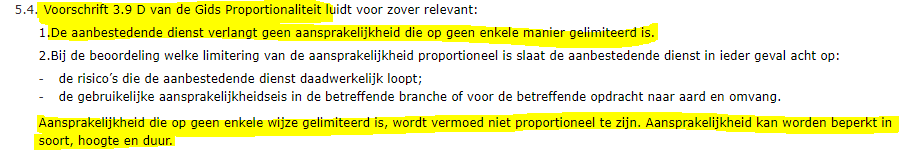 5.4. Voorschrift 3.9 D van de Gids Proportionaliteit luidt voor zover relevant:
1.De aanbestedende dienst verlangt geen aansprakelijkheid die op geen enkele manier gelimiteerd is.
2.Bij de beoordeling welke limitering van de aansprakelijkheid proportioneel is slaat de aanbestedende dienst in ieder geval acht op:
- de risico's die de aanbestedende dienst daadwerkelijk loopt;
- de gebruikelijke aansprakelijkheidseis in de betreffende branche of voor de betreffende opdracht naar aard en omvang.
Aansprakelijkheid die op geen enkele wijze gelimiteerd is, wordt vermoed niet proportioneel te zijn. Aansprakelijkheid kan worden beperkt in
soort, hoogte en duur.